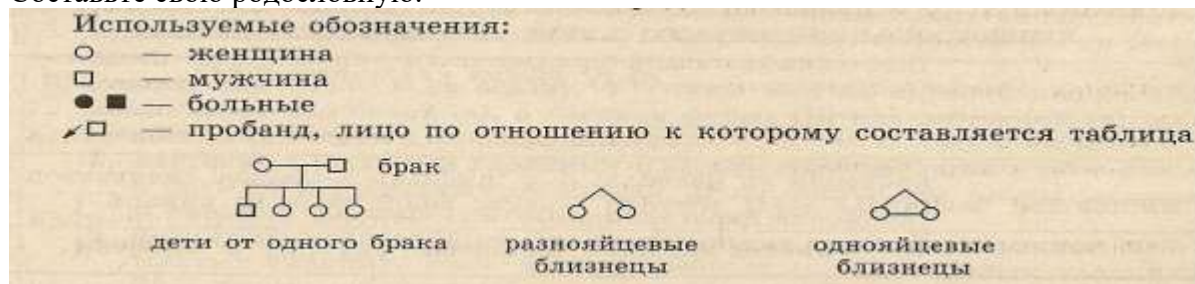 Составьте свою родословную.
Используемые обозначения:
— женщина
— мужчина
— больные
— пробанд, лицо по отношению к которому составляется таблица
брак
дети от одного брака
разнояйцевые близнецы
однояйцевые близнецы